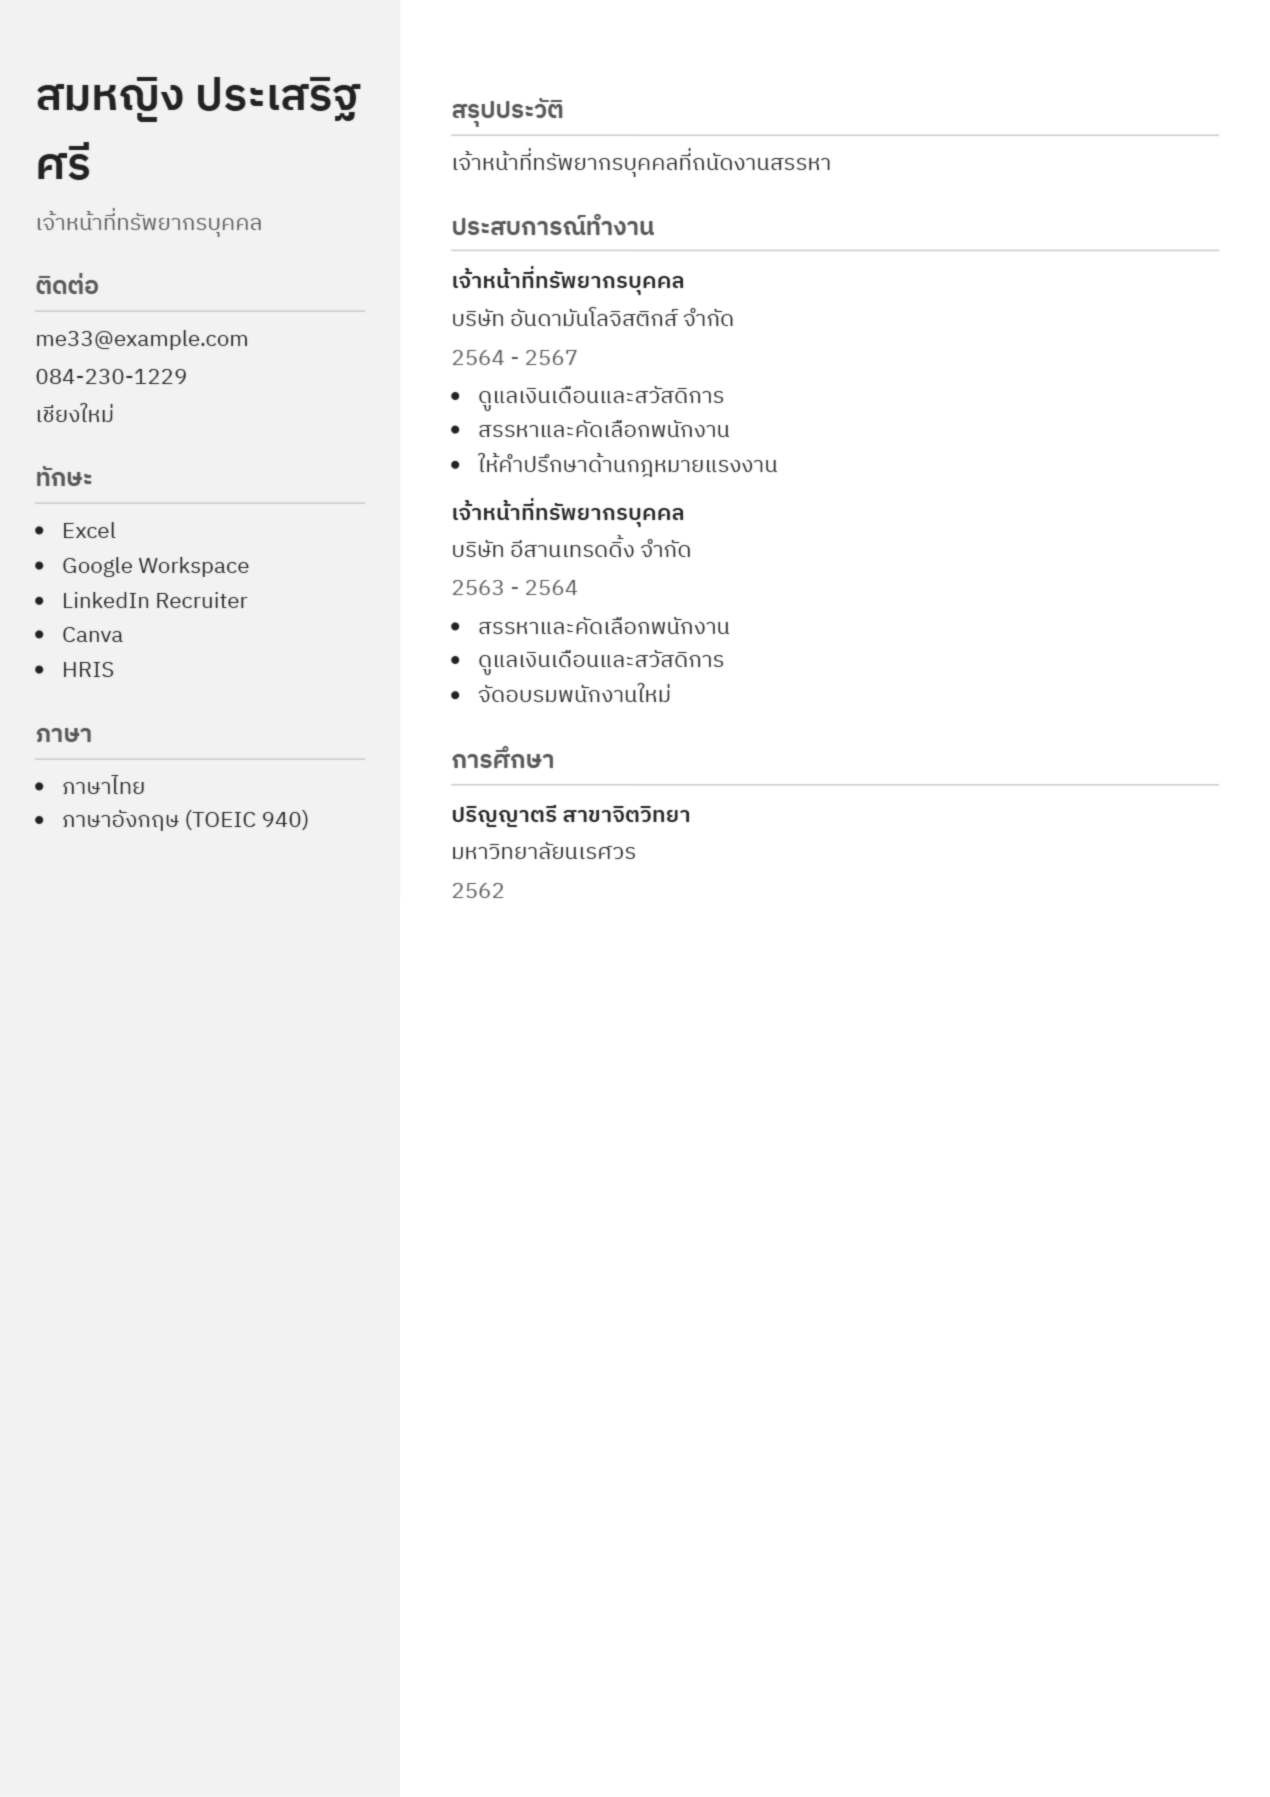 สมหญิง ประเสริฐ
ศรี
เจ้าหน้าที่ทรัพยากรบุคคล
ติดต่อ
me33@example.com
084-230-1229
เชียงใหม่
ทักษะ
Excel
Google Workspace
LinkedIn Recruiter
Canva
HRIS
ภาษา
ภาษาไทย
ภาษาอังกฤษ (TOEIC 940)
สรุปประวัติ
เจ้าหน้าที่ทรัพยากรบุคคลที่ถนัดงานสรรหา
ประสบการณ์ทำงาน
เจ้าหน้าที่ทรัพยากรบุคคล
บริษัท อันดามันโลจิสติกส์ จำกัด
2564 - 2567
ดูแลเงินเดือนและสวัสดิการ
สรรหาและคัดเลือกพนักงาน
ให้คำปรึกษาด้านกฎหมายแรงงาน
เจ้าหน้าที่ทรัพยากรบุคคล
บริษัท อีสานเทรดดิ้ง จำกัด
2563 - 2564
สรรหาและคัดเลือกพนักงาน
ดูแลเงินเดือนและสวัสดิการ
จัดอบรมพนักงานใหม่
การศึกษา
ปริญญาตรี สาขาจิตวิทยา
มหาวิทยาลัยนเรศวร
2562